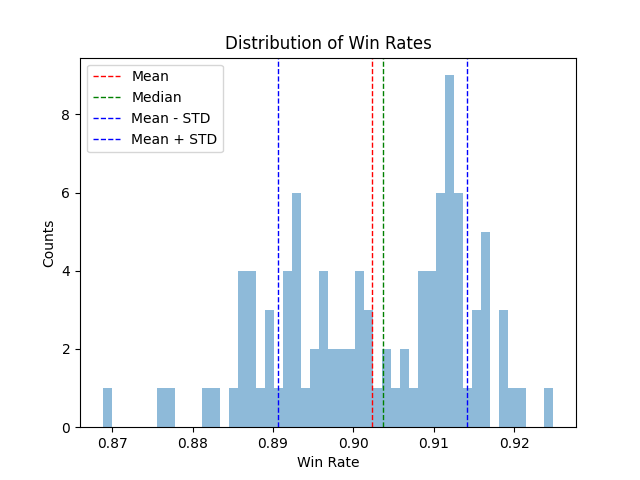 Distribution of Win Rates
Mean
Median
Mean - STD
Mean + STD
Counts
8
6
4
2
0
0.87 0.88 0.89 0.90 0.91 0.92
Win Rate